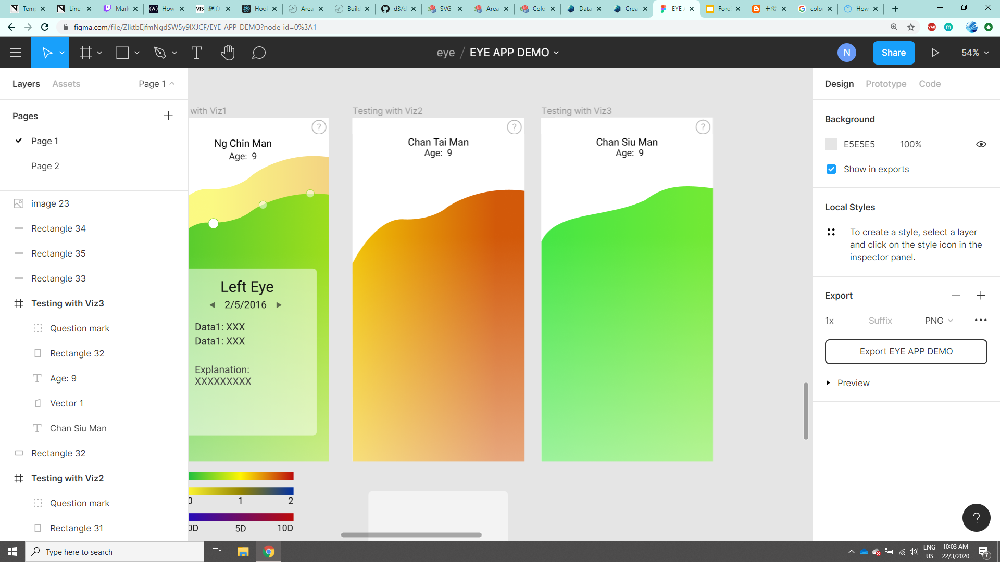 Temp
Line
Mark
How
VIS
網頁
Hook
Area
Build
d3/d
SVG
Area
Colo
Data
Crea
EYE
Fore
王俊
colo
How
figma.com/file/ZIktbEjfmNgdSW5y9IXJCF/EYE-APP-DEMO?node-id=0%3A1
eye / EYE APP DEMO
N
Share
54%
Layers
Assets
Page 1
Pages
Page 1
Page 2
image 23
Rectangle 34
Rectangle 35
Rectangle 33
Testing with Viz3
Question mark
Rectangle 32
Age: 9
Vector 1
Chan Siu Man
Rectangle 32
Testing with Viz2
Question mark
Rectangle 31
with Viz1
?
Ng Chin Man
Age: 9
Left Eye
2/5/2016
Data1: XXX
Data1: XXX
Explanation:
XXXXXXXXX
0 1 2
0D 5D 10D
Testing with Viz2
?
Chan Tai Man
Age: 9
Testing with Viz3
?
Chan Siu Man
Age: 9
Design
Prototype
Code
Background
E5E5E5
100%
Show in exports
Local Styles
To create a style, select a layer
and click on the style icon in the
inspector panel.
Export
1x
Suffix
PNG
Export EYE APP DEMO
Preview
?
Type here to search
ENG
US
10:03 AM
22/3/2020
7